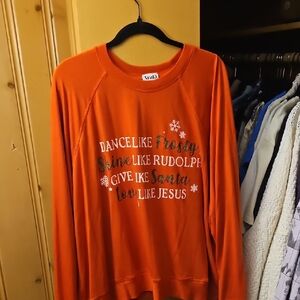 DANCE LIKE Frosty
Shine LIKE RUDOLPH
GIVE LIKE Santa
Love LIKE JESUS